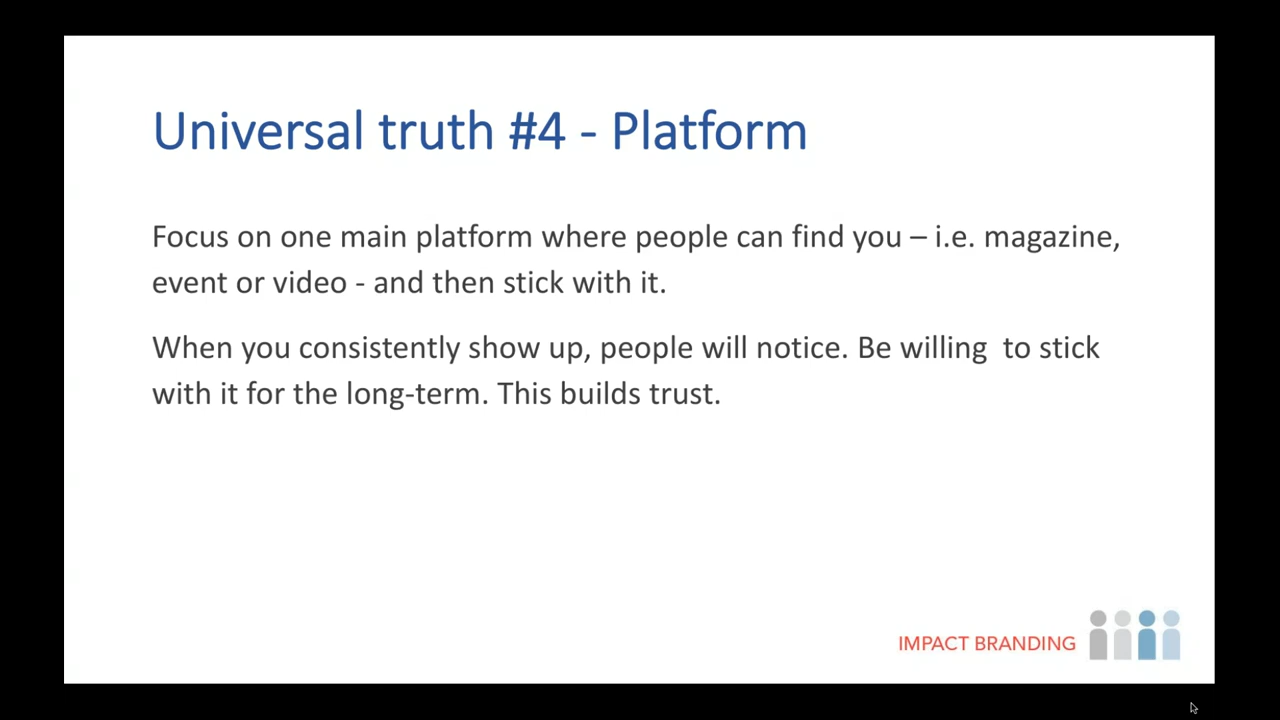 Universal truth #4 - Platform
Focus on one main platform where people can find you – i.e. magazine,
event or video - and then stick with it.
When you consistently show up, people will notice. Be willing  to stick
with it for the long-term. This builds trust.
IMPACT BRANDING